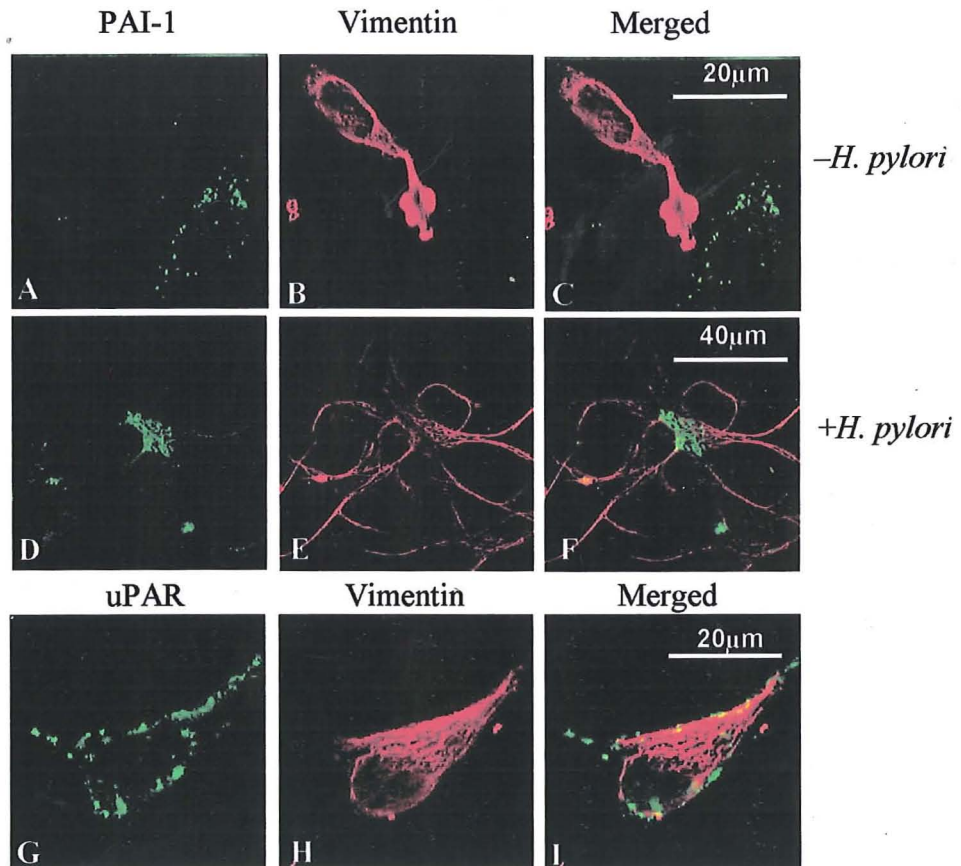 PAI-1 Vimentin Merged
20µm
–H. pylori
A B C
40µm
+H. pylori
D E F
uPAR Vimentin Merged
20µm
G H I